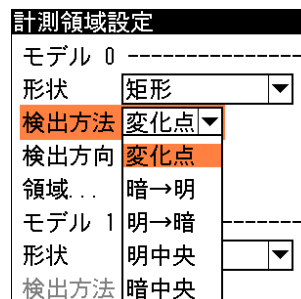 計測領域設定
モデル 0 ---------------
形状 矩形
検出方法 変化点
検出方向 変化点
領域... 暗→明
モデル 1 明→暗 ------
形状 明中央
検出方法 暗中央